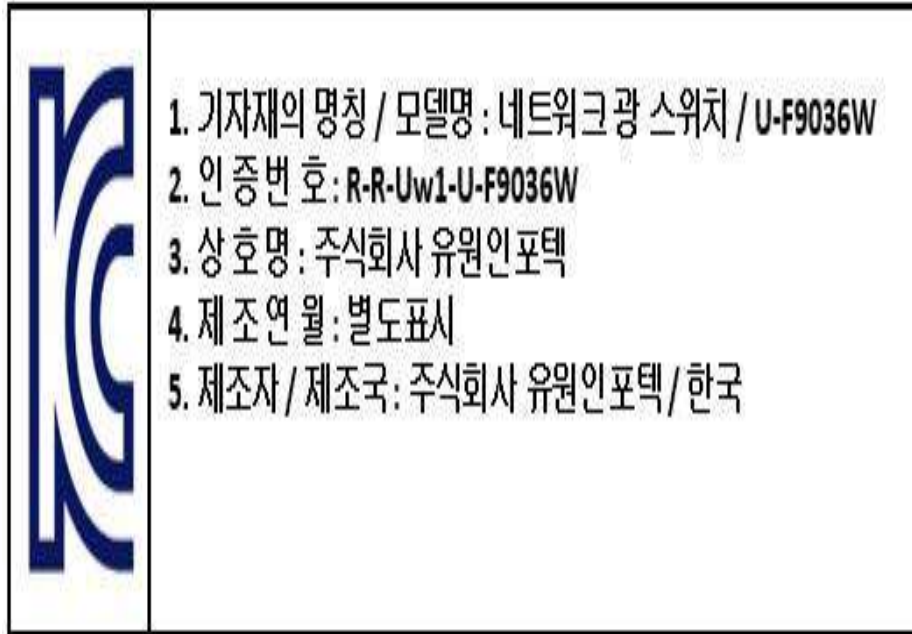 1. 기자재의 명칭 / 모델명 : 네트워크 광 스위치 / U-F9036W
2. 인 증 번 호 : R-R-Uw1-U-F9036W
3. 상 호 명 : 주식회사 유원인포텍
4. 제 조 연 월 : 별도표시
5. 제조자 / 제조국 : 주식회사 유원인포텍 / 한국